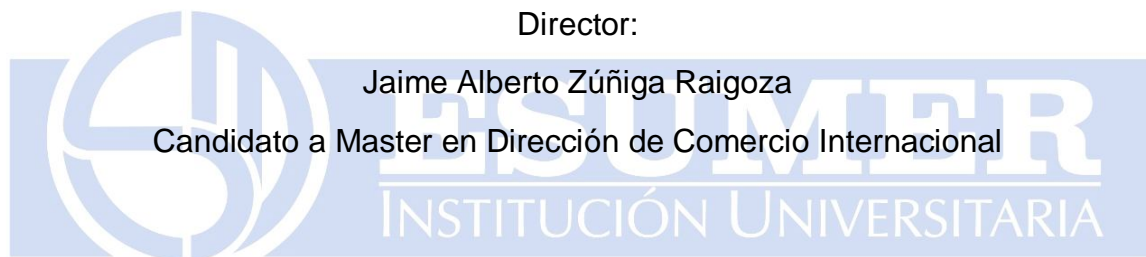 Director:
Jaime Alberto Zúñiga Raigoza
Candidato a Master en Dirección de Comercio Internacional
ESUMER
INSTITUCIÓN UNIVERSITARIA